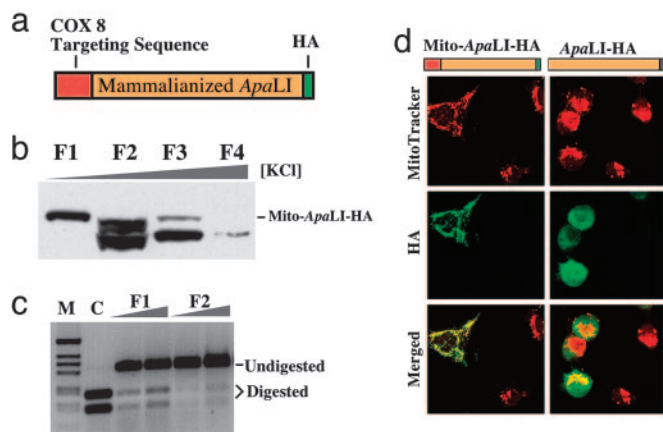 a
COX 8
Targeting Sequence
HA
Mammalianized ApaLI
b
F1 F2 F3 F4
[KCl]
Mito-ApaLI-HA
c
M C F1 F2
Undigested
Digested
d
Mito-ApaLI-HA ApaLI-HA
MitoTracker
HA
Merged